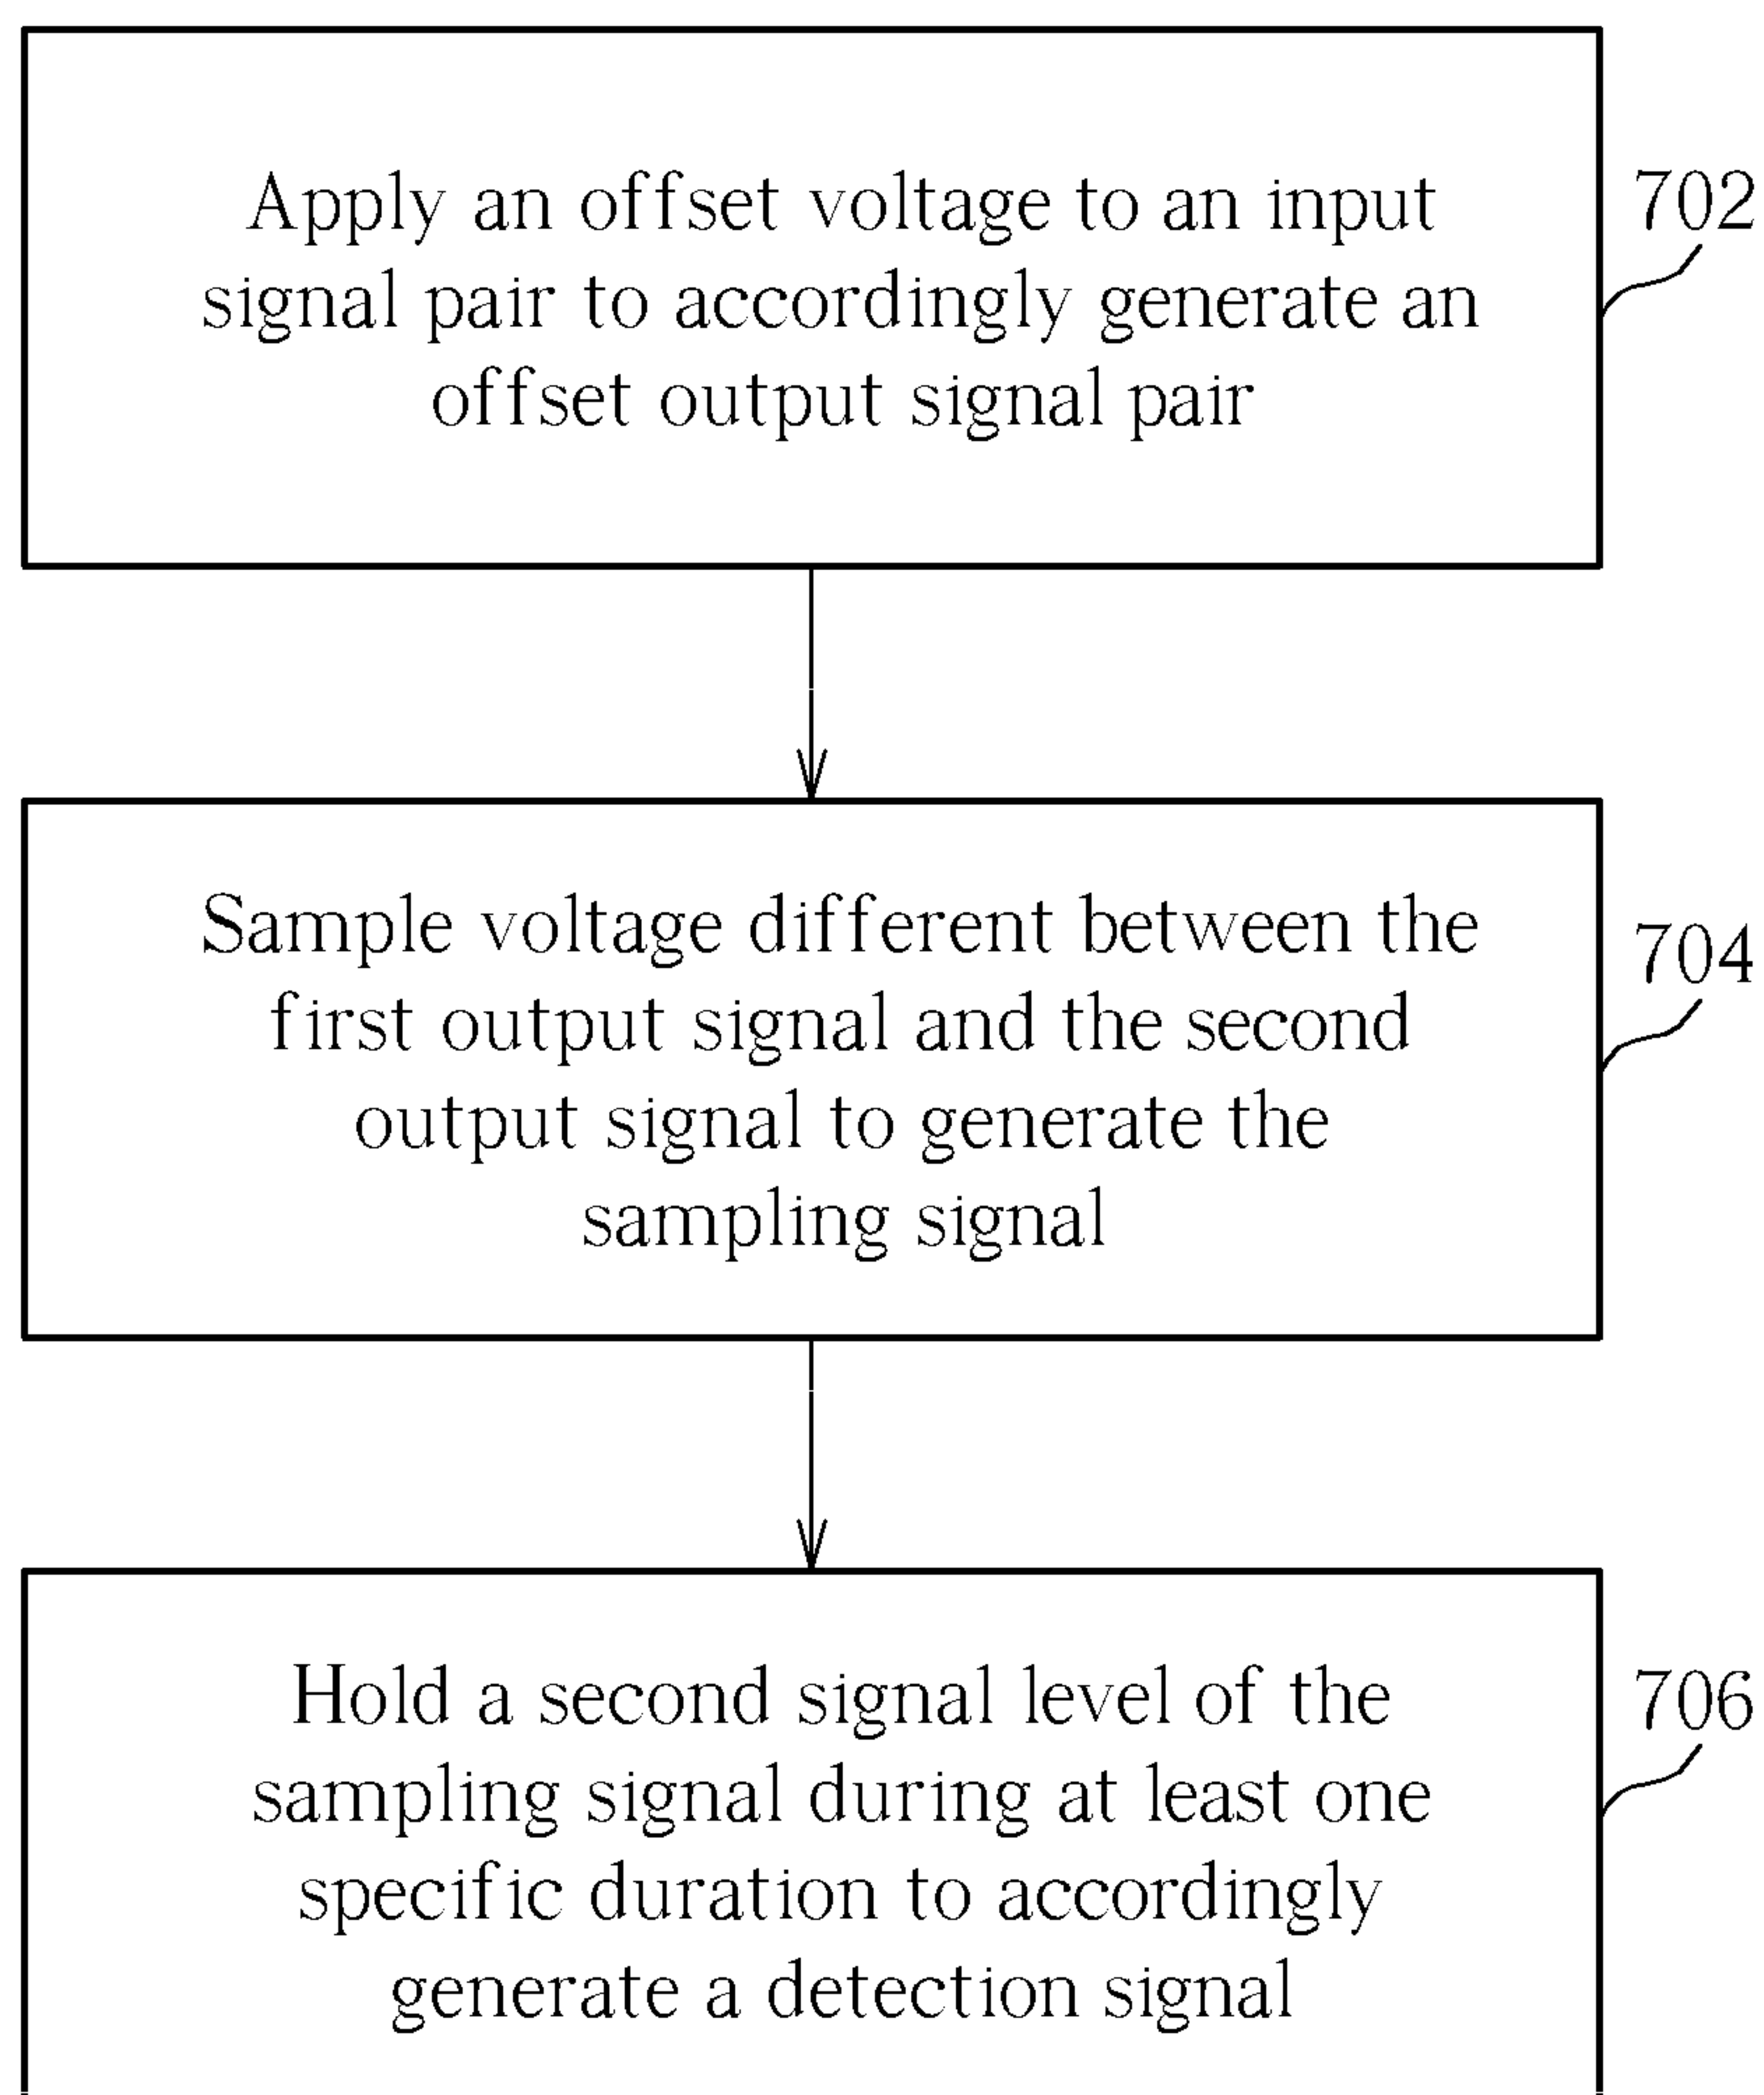 Apply an offset voltage to an input
signal pair to accordingly generate an
offset output signal pair
702
Sample voltage different between the
first output signal and the second
output signal to generate the
sampling signal
704
Hold a second signal level of the
sampling signal during at least one
specific duration to accordingly
generate a detection signal
706